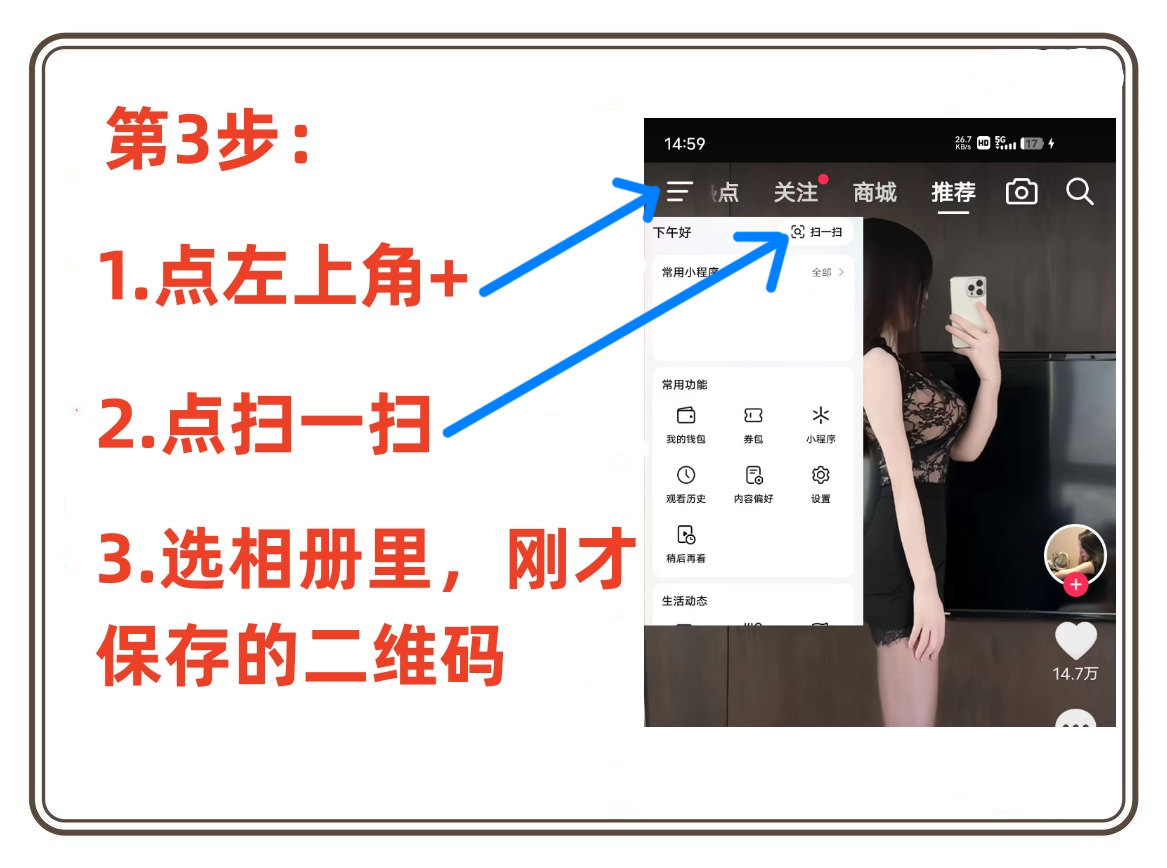 第3步：
1.点左上角+
2.点扫一扫
3.选相册里，刚才
保存的二维码
14:59
26.7 KB/s HD 5G 17
点 关注 商城 推荐
下午好 扫一扫
常用小程序 全部
常用功能
我的钱包 券包 小程序
观看历史 内容偏好 设置
稍后再看
生活动态
14.7万